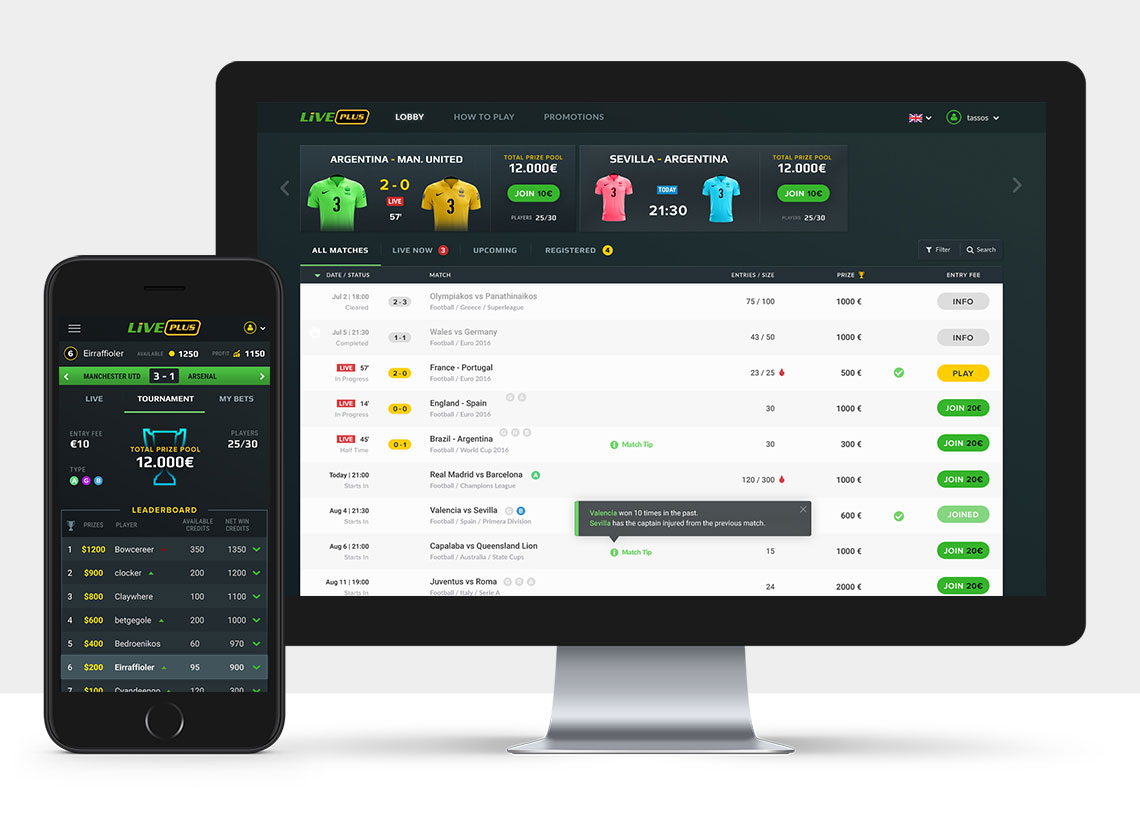 LiVE PLUS LOBBY HOW TO PLAY PROMOTIONS tassos
ARGENTINA - MAN. UNITED
3 2 - 0 3
LIVE
57'
TOTAL PRIZE POOL
12.000€
JOIN 10€
PLAYERS 25/30
SEVILLA - ARGENTINA
3 TODAY 3
21:30
TOTAL PRIZE POOL
12.000€
JOIN 10€
PLAYERS 25/30
ALL MATCHES LIVE NOW 3 UPCOMING REGISTERED 4 Filter Search
DATE / STATUS MATCH ENTRIES / SIZE PRIZE ENTRY FEE
Jul 2 | 18:00 2 - 3 Olympiakos vs Panathinaikos 75 / 100 1000 € INFO
Cleared Football / Greece / Superleague
Jul 5 | 21:30 1 - 1 Wales vs Germany 43 / 50 1000 € INFO
Completed Football / Euro 2016
LIVE 57' 2 - 0 France - Portugal 23 / 25 500 € PLAY
In Progress Football / Euro 2016
LIVE 14' 0 - 0 England - Spain G A 30 1000 € JOIN 20€
In Progress Football / Euro 2016
LIVE 45' 0 - 1 Brazil - Argentina Match Tip 30 300 € JOIN 20€
Half Time Football / World Cup 2016
Today | 21:00 Real Madrid vs Barcelona A 120 / 300 1000 € JOIN 20€
Starts In Football / Champions League
Aug 4 | 21:30 Valencia vs Sevilla G B 600 € JOINED
Starts In Football / Spain / Primera Division
Valencia won 10 times in the past.
Sevilla has the captain injured from the previous match.
Aug 6 | 21:00 Capalaba vs Queensland Lion Match Tip 15 1000 € JOIN 20€
Starts In Football / Australia / State Cups
Aug 11 | 19:00 Juventus vs Roma 24 2000 € JOIN 20€
Starts In Football / Italy / Serie A
LiVE PLUS
6 Eirraffioler AVAILABLE 1250 PROFIT 1150
MANCHESTER UTD 3 - 1 ARSENAL
LIVE TOURNAMENT MY BETS
ENTRY FEE
€10
TYPE
A G B
TOTAL PRIZE POOL
12.000€
PLAYERS
25/30
LEADERBOARD
PRIZES PLAYER AVAILABLE CREDITS NET WIN CREDITS
1 $1200 Bowcereer 350 1350
2 $900 clocker 200 1200
3 $800 Claywhere 100 1100
4 $600 betgegole 200 1000
5 $400 Bedroenikos 60 970
6 $200 Eirraffioler 95 900
7 $100 120 300